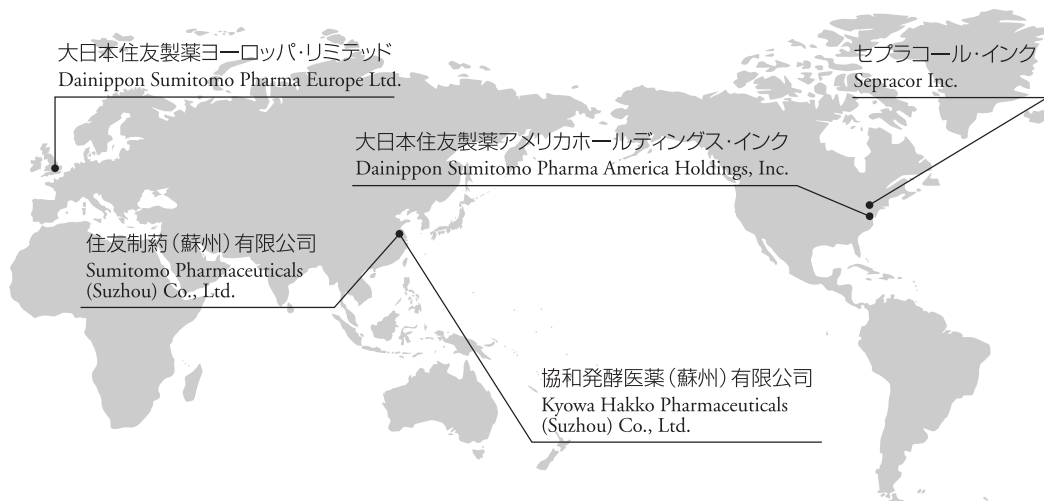 大日本住友製薬ヨーロッパ・リミテッド
Dainippon Sumitomo Pharma Europe Ltd.
セプラコール・インク
Sepracor Inc.
大日本住友製薬アメリカホールディングス・インク
Dainippon Sumitomo Pharma America Holdings, Inc.
住友制葯（蘇州）有限公司
Sumitomo Pharmaceuticals
(Suzhou) Co., Ltd.
協和発酵医薬（蘇州）有限公司
Kyowa Hakko Pharmaceuticals
(Suzhou) Co., Ltd.